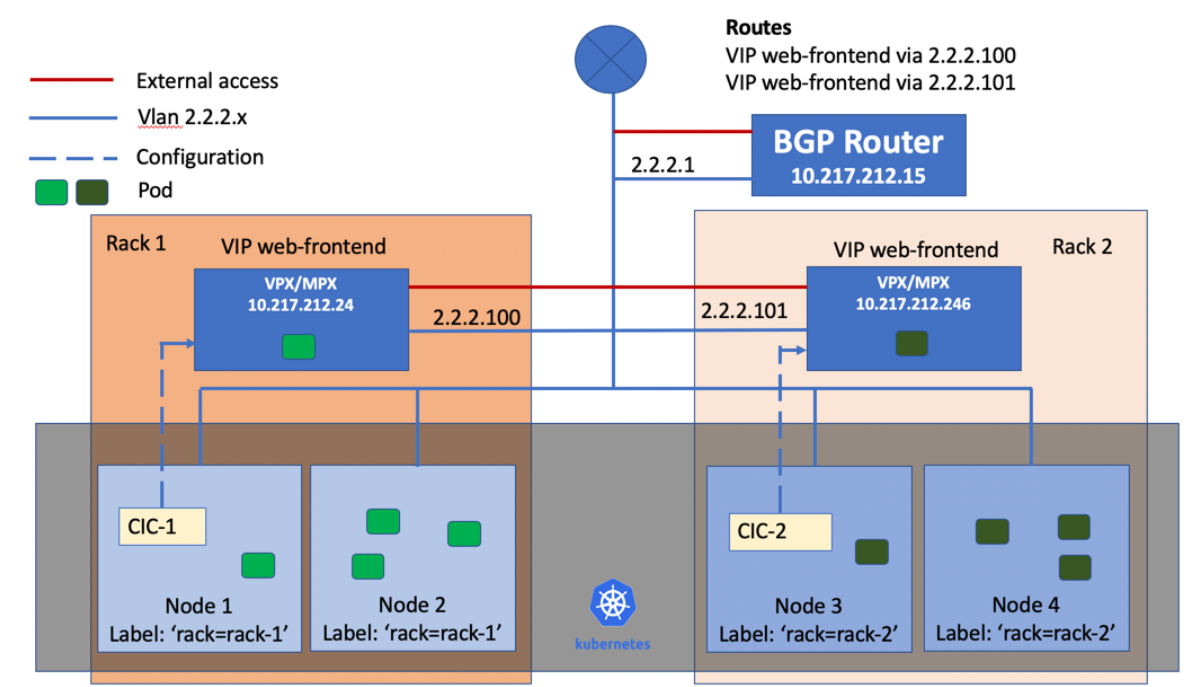 Routes
VIP web-frontend via 2.2.2.100
VIP web-frontend via 2.2.2.101
External access
Vlan 2.2.2.x
Configuration
Pod
BGP Router
10.217.212.15
2.2.2.1
Rack 1
VIP web-frontend
VPX/MPX
10.217.212.24
2.2.2.100
VIP web-frontend
Rack 2
VPX/MPX
10.217.212.246
2.2.2.101
CIC-1
Node 1
Label: ‘rack=rack-1’
Node 2
Label: ‘rack=rack-1’
kubernetes
CIC-2
Node 3
Label: ‘rack=rack-2’
Node 4
Label: ‘rack=rack-2’